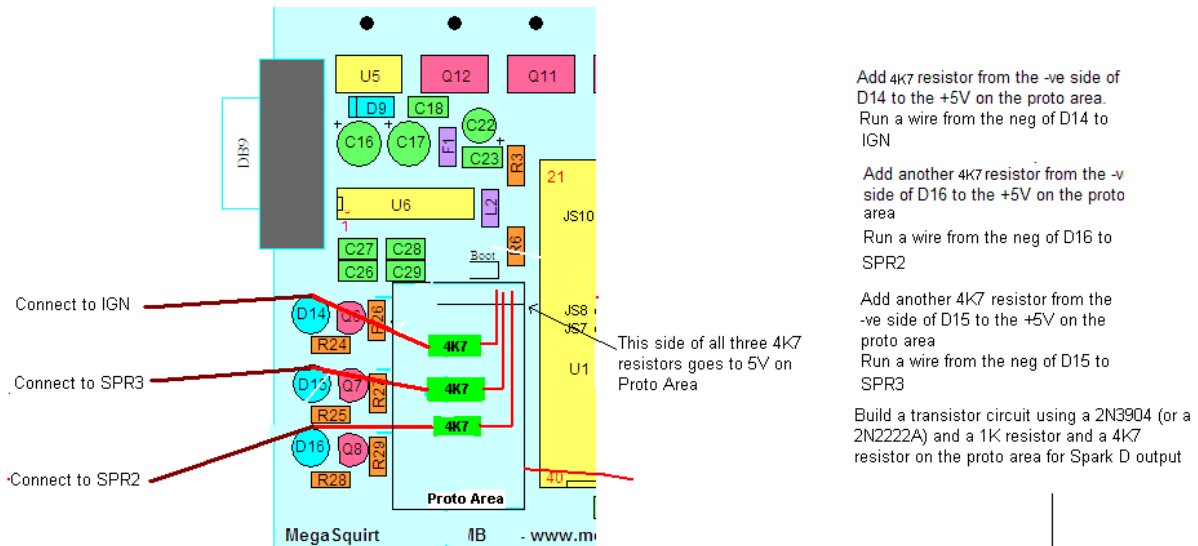 U5
Q12
Q11
D9
C18
C16
C17
F1
C22
C23
R3
DB9
21
U6
1
L2
JS10
R6
C27
C28
C26
C29
Boot
Connect to IGN
D14
R26
R24
4K7
JS8
JS7
This side of all three 4K7
resistors goes to 5V on
Proto Area
U1
Connect to SPR3
D15
Q7
R27
4K7
R25
4K7
D16
Q8
R29
Connect to SPR2
R28
40
Proto Area
MegaSquirt
- www.m
Add 4K7 resistor from the -ve side of
D14 to the +5V on the proto area.
Run a wire from the neg of D14 to
IGN
Add another 4K7 resistor from the -v
side of D16 to the +5V on the proto
area
Run a wire from the neg of D16 to
SPR2
Add another 4K7 resistor from the
-ve side of D15 to the +5V on the
proto area
Run a wire from the neg of D15 to
SPR3
Build a transistor circuit using a 2N3904 (or a
2N2222A) and a 1K resistor and a 4K7
resistor on the proto area for Spark D output